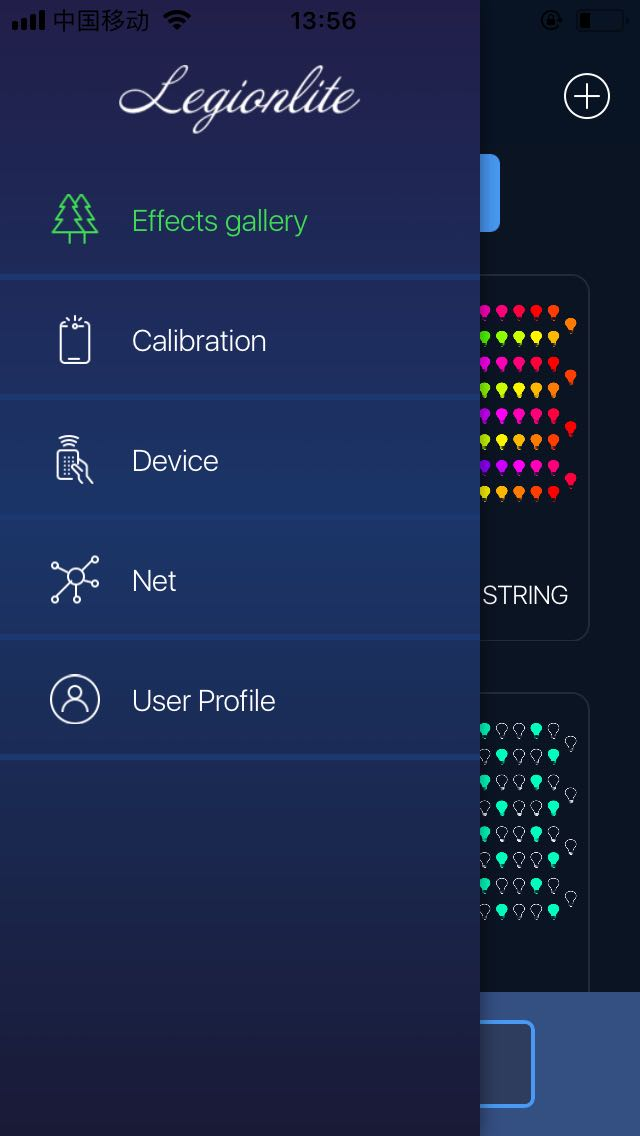 中国移动
13:56
Legionlite
Effects gallery
Calibration
Device
Net
User Profile
STRING